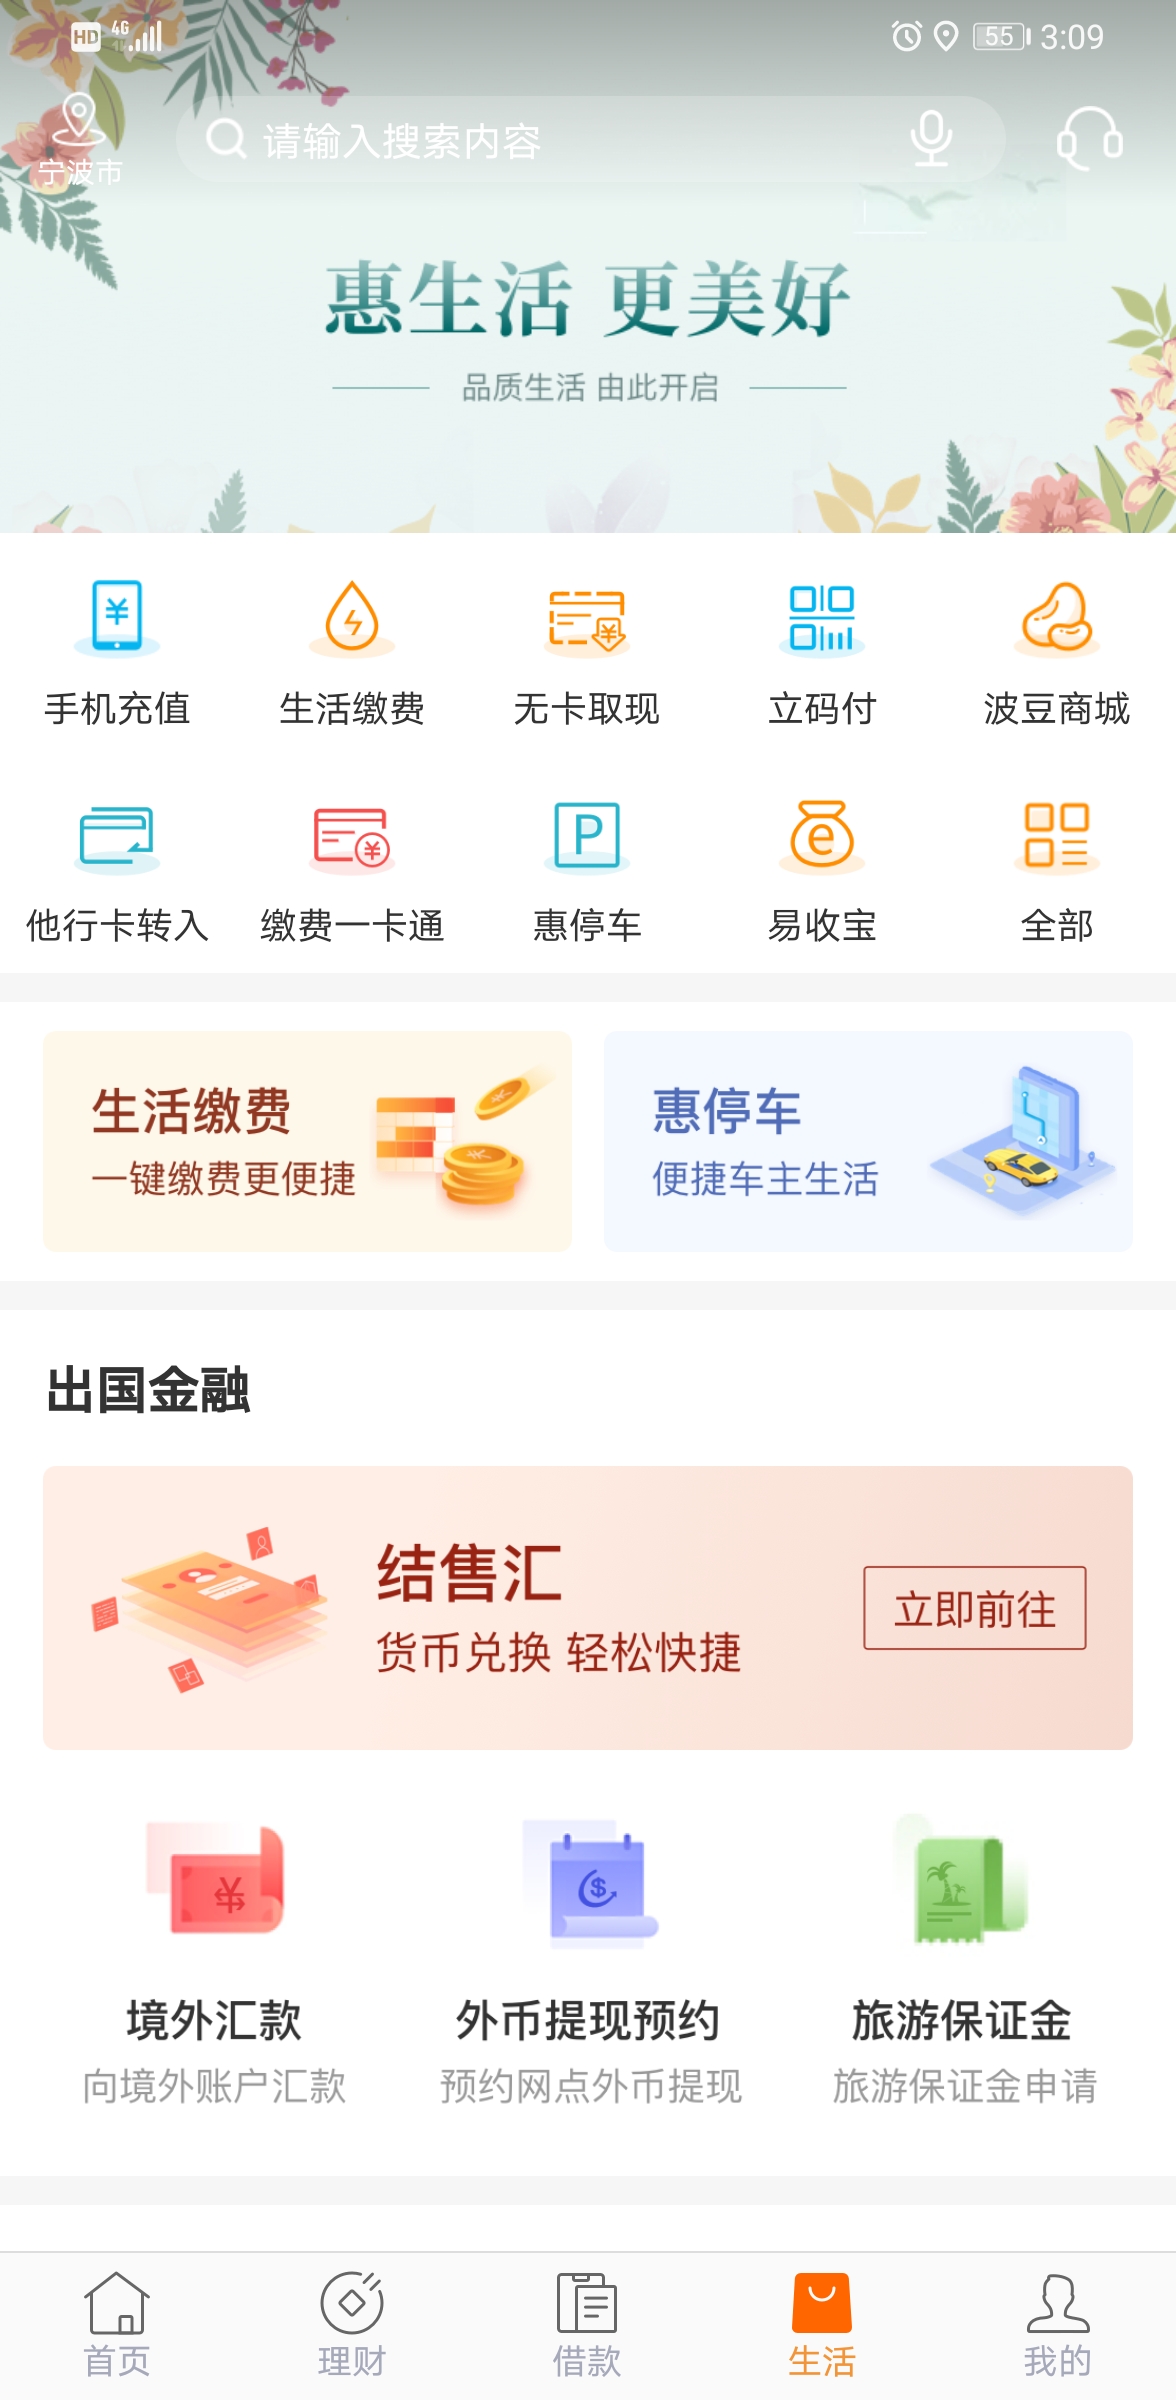 HD 4G 55 3:09
宁波市 请输入搜索内容
惠生活 更美好
品质生活 由此开启
手机充值 生活缴费 无卡取现 立码付 波豆商城
他行卡转入 缴费一卡通 惠停车 易收宝 全部
生活缴费 惠停车
一键缴费更便捷 便捷车主生活
出国金融
结售汇
货币兑换 轻松快捷
立即前往
境外汇款 外币提现预约 旅游保证金
向境外账户汇款 预约网点外币提现 旅游保证金申请
首页 理财 借款 生活 我的